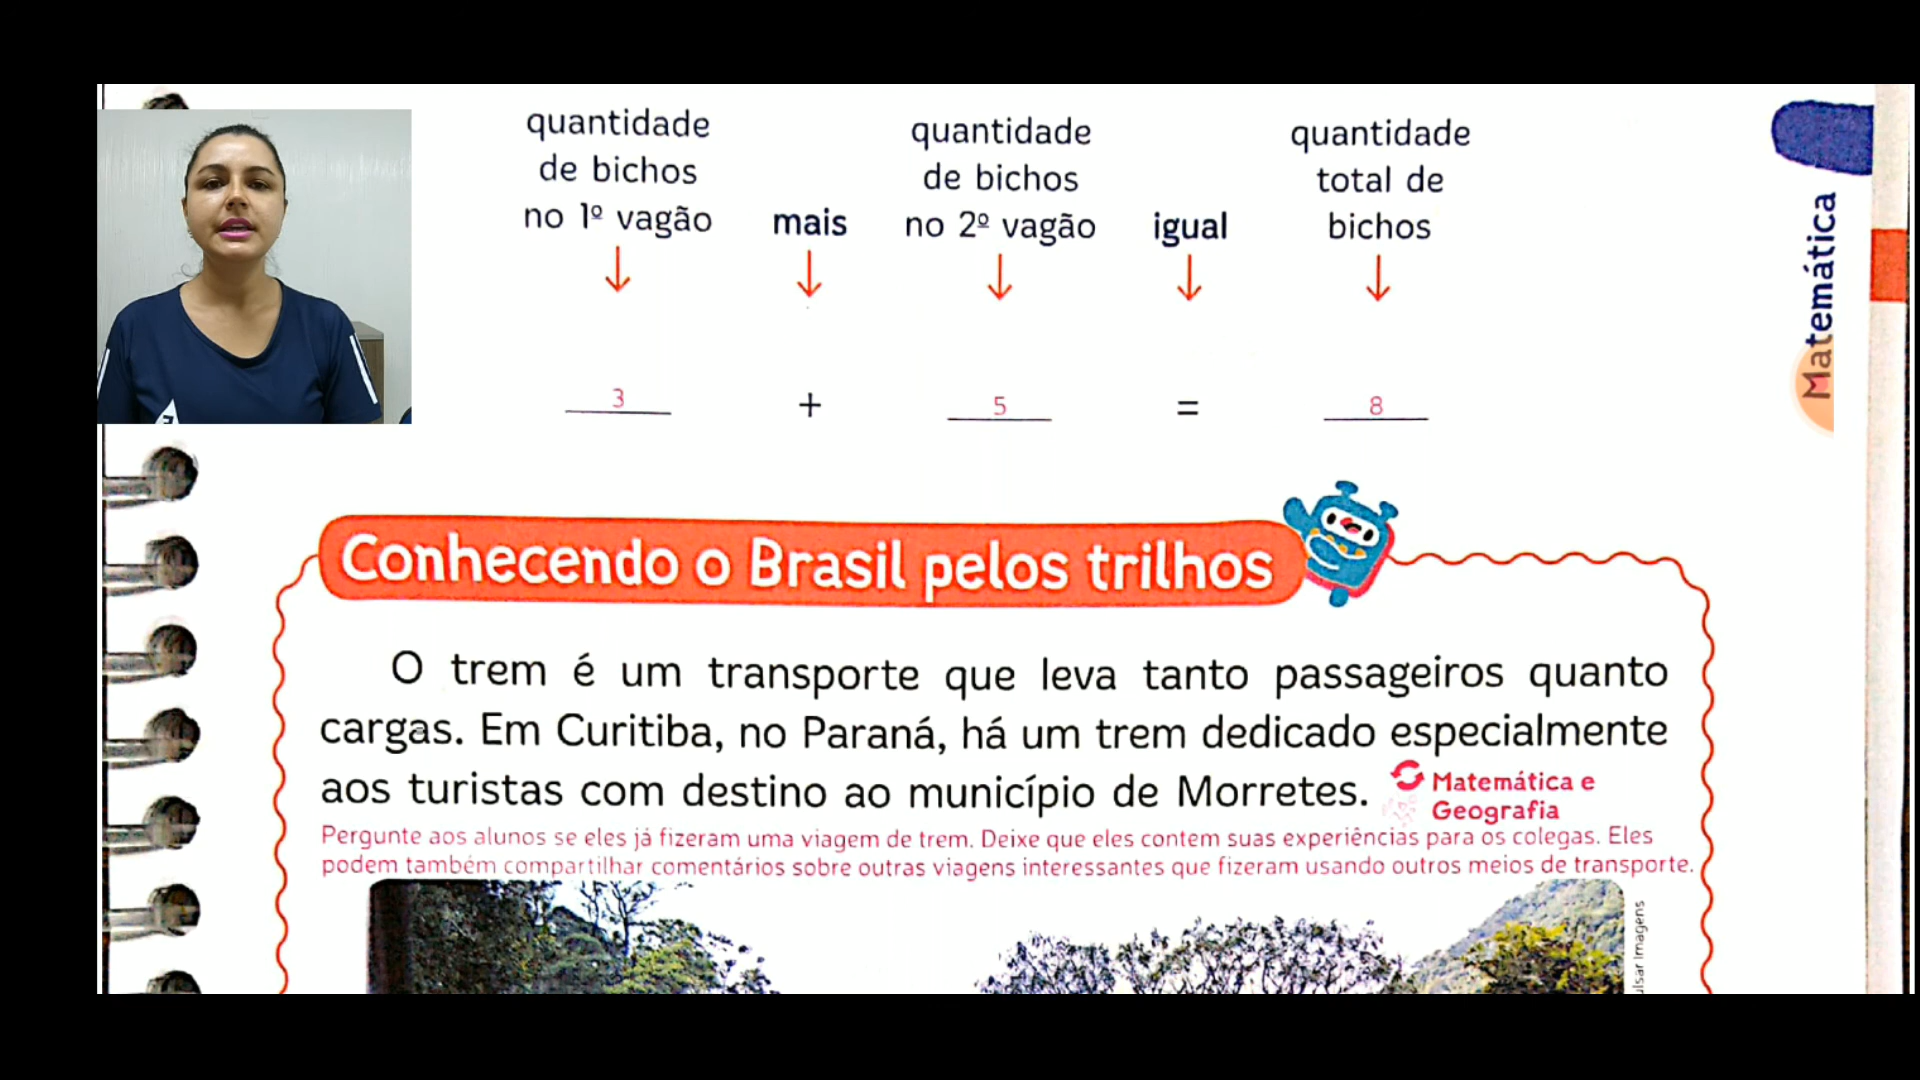 quantidade
de bichos
no 1º vagão
mais
quantidade
de bichos
no 2º vagão
igual
quantidade
total de
bichos
3 + 5 = 8
Matemática
Conhecendo o Brasil pelos trilhos
O trem é um transporte que leva tanto passageiros quanto
cargas. Em Curitiba, no Paraná, há um trem dedicado especialmente
aos turistas com destino ao município de Morretes.
Matemática e
Geografia
Pergunte aos alunos se eles já fizeram uma viagem de trem. Deixe que eles contem suas experiências para os colegas. Eles
podem também compartilhar comentários sobre outras viagens interessantes que fizeram usando outros meios de transporte.
Imagens